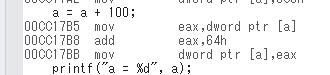 a = a + 100;
00CC17B5 mov eax,dword ptr [a]
00CC17B8 add eax,64h
00CC17BB mov dword ptr [a],eax
printf("a = %d", a);